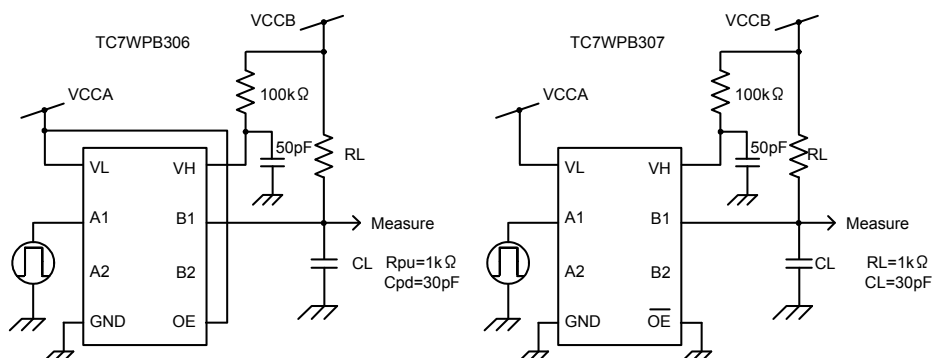 TC7WPB306
VCCB
VCCA
100kΩ
50pF
RL
VL
VH
A1
B1
Measure
A2
B2
CL
Rpu=1kΩ
Cpd=30pF
GND
OE
TC7WPB307
VCCB
VCCA
100kΩ
50pF
RL
VL
VH
A1
B1
Measure
A2
B2
CL
RL=1kΩ
CL=30pF
GND
O̅E̅